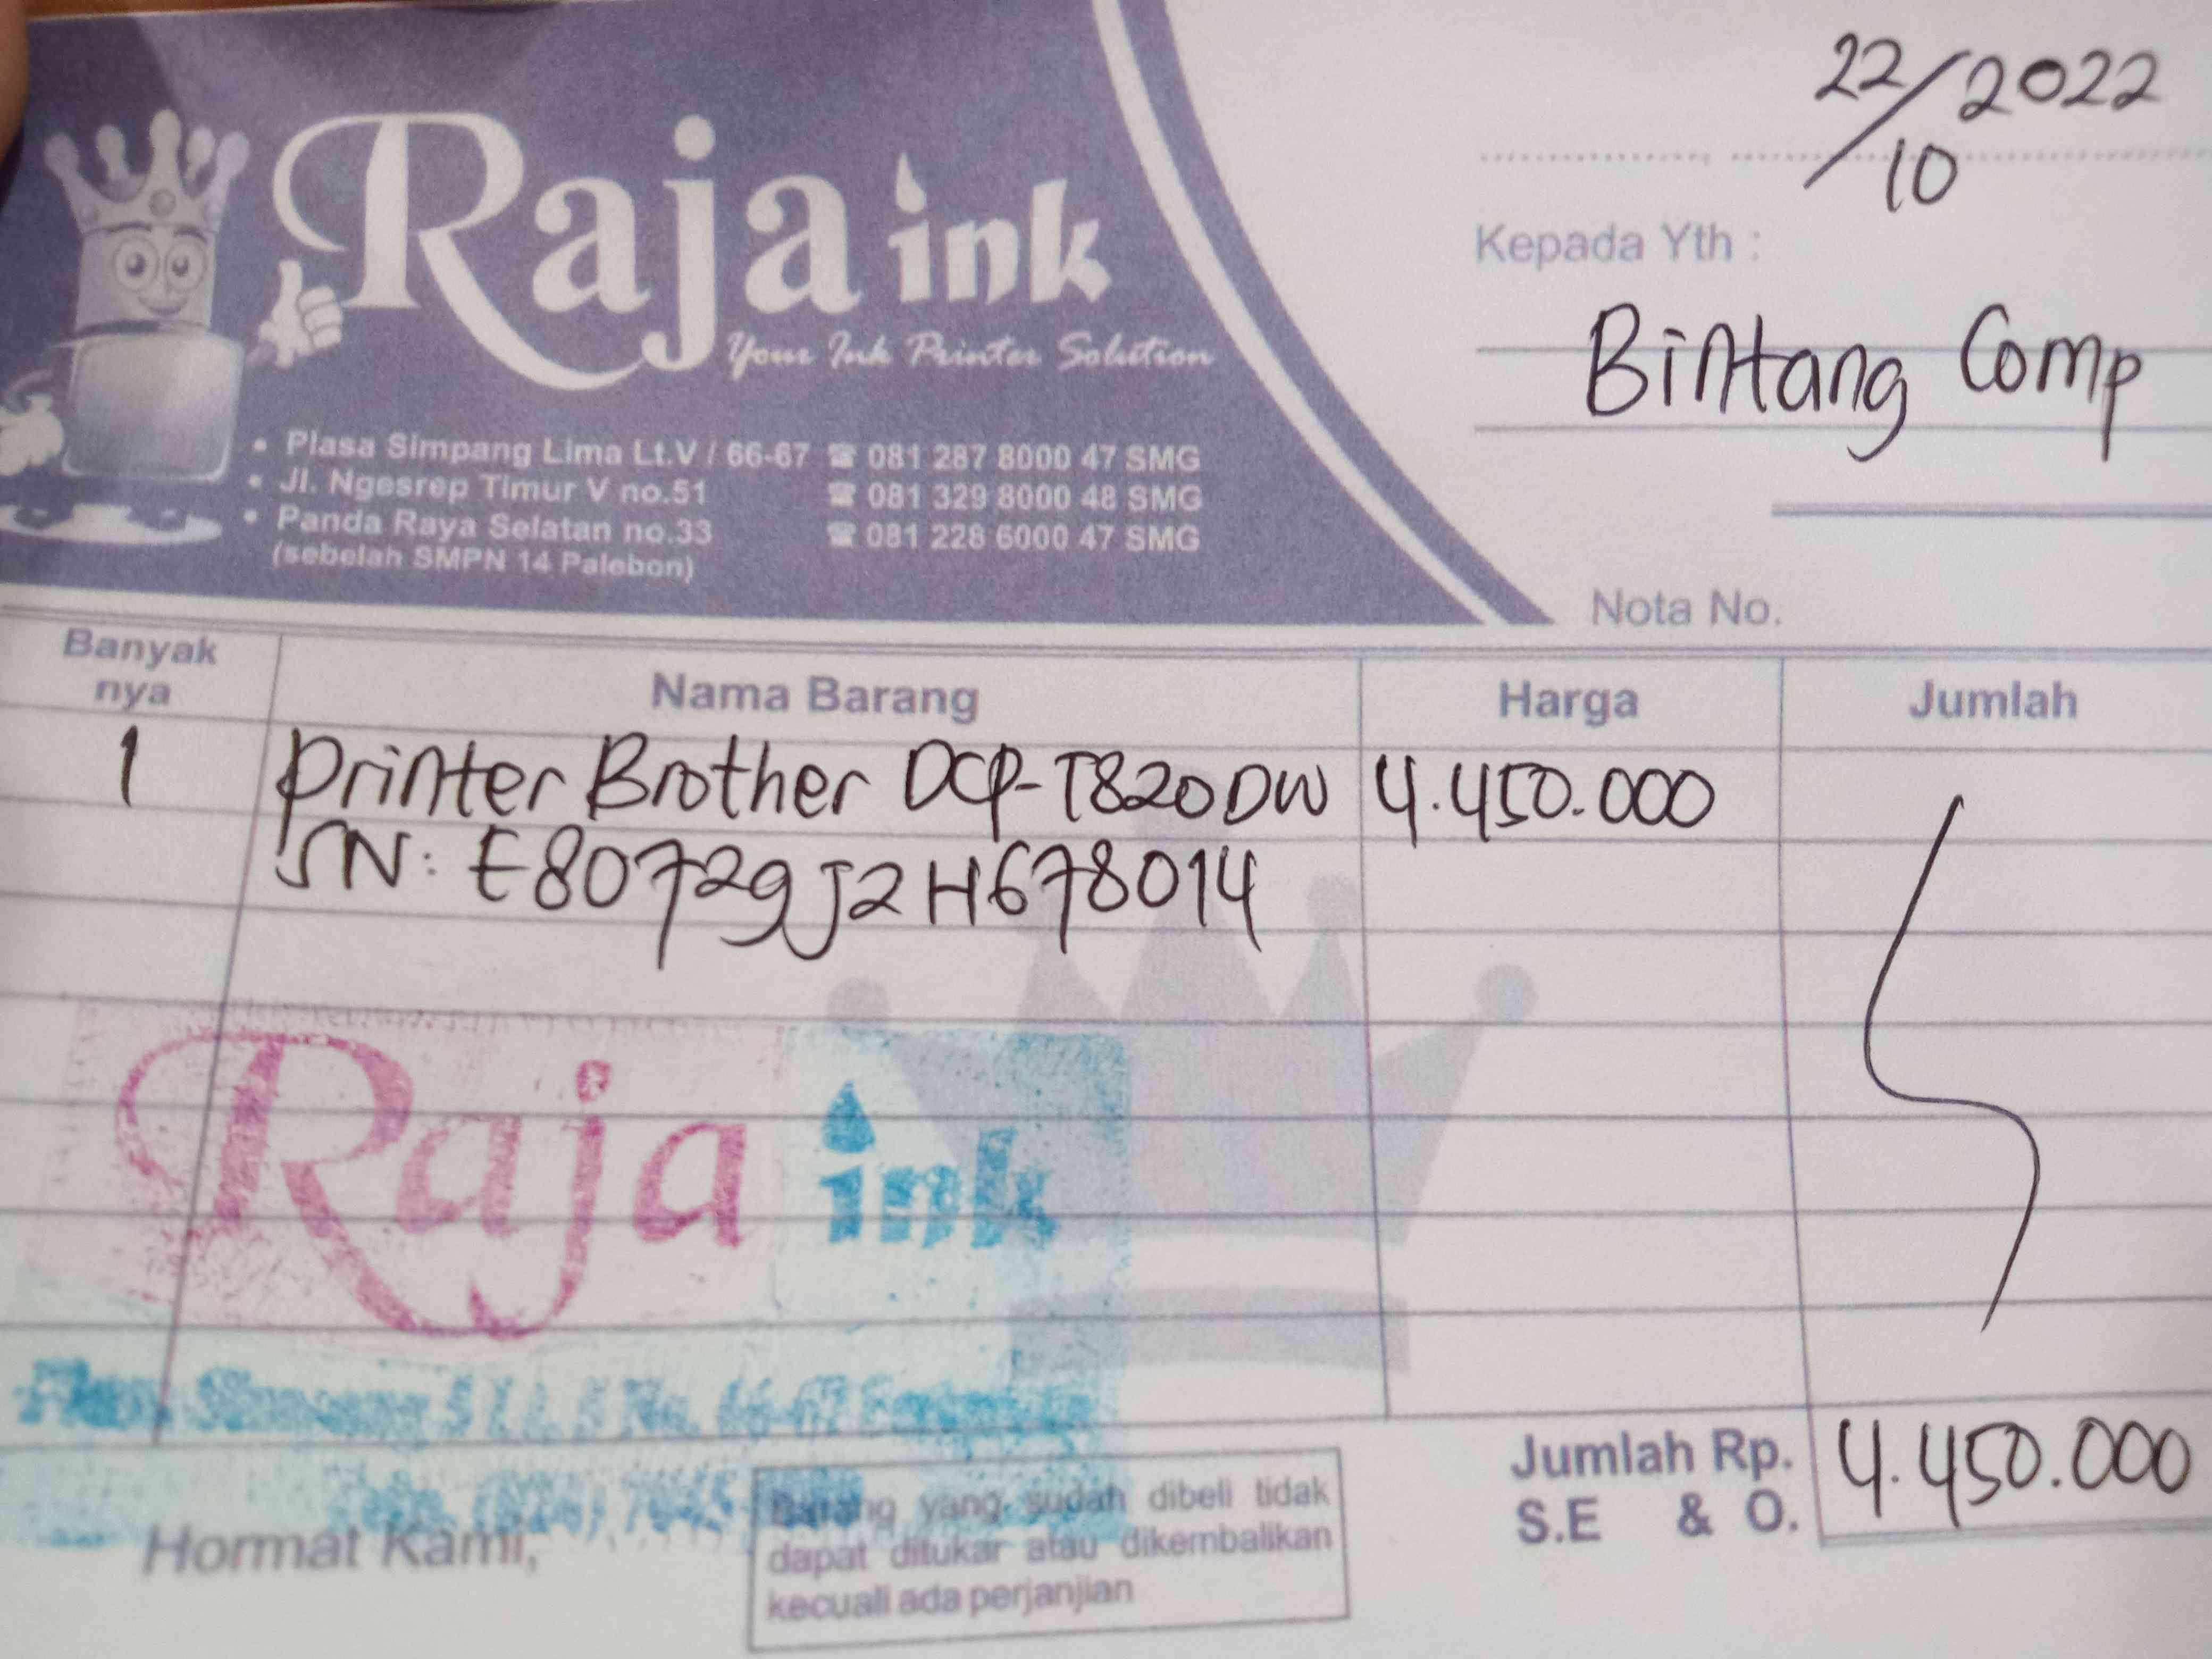 Raja ink
Your Ink Printer Solution
• Plasa Simpang Lima Lt.V / 66-67 ☎ 081 287 8000 47 SMG
• Jl. Ngesrep Timur V no.51 ☎ 081 329 8000 48 SMG
• Panda Raya Selatan no.33 ☎ 081 228 6000 47 SMG
(sebelah SMPN 14 Palebon)
22/10 2022
Kepada Yth :
Bintang Comp
Nota No.
Banyak nya Nama Barang Harga Jumlah
1 Printer Brother DCP-T820DW 4.450.000
SN: E80729J2H678014
Raja ink
66-67
Jumlah Rp. 4.450.000
S.E & O.
Hormat Kami,
Barang yang sudah dibeli tidak
dapat ditukar atau dikembalikan
kecuali ada perjanjian